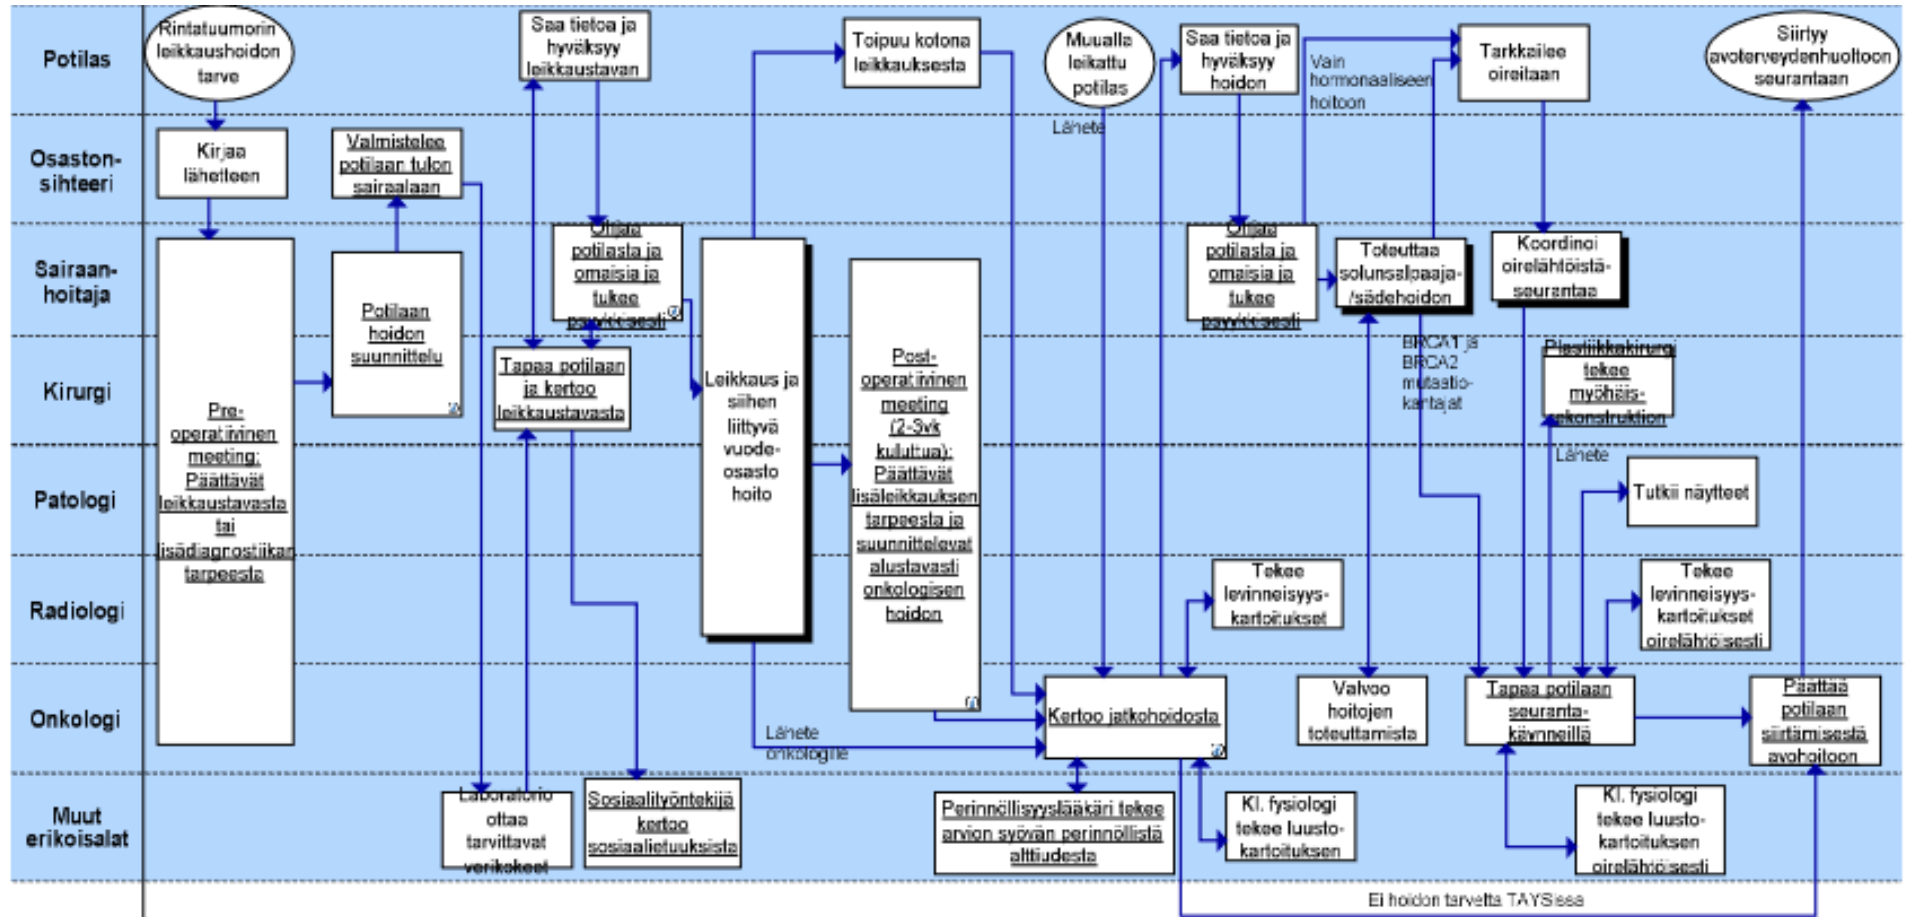 Potilas
Rintatuumorin
leikkaushoidon
tarve
Saa tietoa ja
hyväksyy
leikkaustavan
Toipuu kotona
leikkauksesta
Muualla
leikattu
potilas
Saa tietoa ja
hyväksyy
hoidon
Vain
hormonaaliseen
hoitoon
Tarkkailee
oireitaan
Siirtyy
avoterveydenhuoltoon
seurantaan
Lähete
Osaston-
sihteeri
Kirjaa
lähetteen
Valmistelee
potilaan tulon
sairaalaan
Sairaan-
hoitaja
Potilaan
hoidon
suunnittelu
Ohjaa
potilasta ja
omaisia ja
tukee
psyykkisesti
Ohjaa
potilasta ja
omaisia ja
tukee
psyykkisesti
Toteuttaa
solunsalpaaja-
/sädehoidon
Koordinoi
oirelähtöistä-
seurantaa
Kirurgi
Pre-
operatiivinen
meeting:
Päättävät
leikkaustavasta
tai
lisädiagnostiikan
tarpeesta
Tapaa potilaan
ja kertoo
leikkaustavasta
Leikkaus ja
siihen
liittyvä
vuode-
osasto
hoito
Post-
operatiivinen
meeting
(2-3vk
kuluttua):
Päättävät
lisäleikkauksen
tarpeesta ja
suunnittelevat
alustavasti
onkologisen
hoidon
BRCA1 ja
BRCA2
mutaatio-
kantajat
Plastiikkakirurgi
tekee
myöhäis-
rekonstruktion
Lähete
Patologi
Tutkii näytteet
Radiologi
Tekee
levinneisyys-
kartoitukset
Tekee
levinneisyys-
kartoitukset
oirelähtöisesti
Onkologi
Lähete
onkologille
Kertoo jatkohoidosta
Valvoo
hoitojen
toteuttamista
Tapaa potilaan
seuranta-
käynneillä
Päättää
potilaan
siirtämisestä
avohoitoon
Muut
erikoisalat
Laboratorio
ottaa
tarvittavat
verikokeet
Sosiaalityöntekijä
kertoo
sosiaalietuuksista
Perinnöllisyyslääkäri tekee
arvion syövän perinnöllistä
alttiudesta
Kl. fysiologi
tekee luusto-
kartoituksen
Kl. fysiologi
tekee luusto-
kartoituksen
oirelähtöisesti
Ei hoidon tarvetta TAYSissa